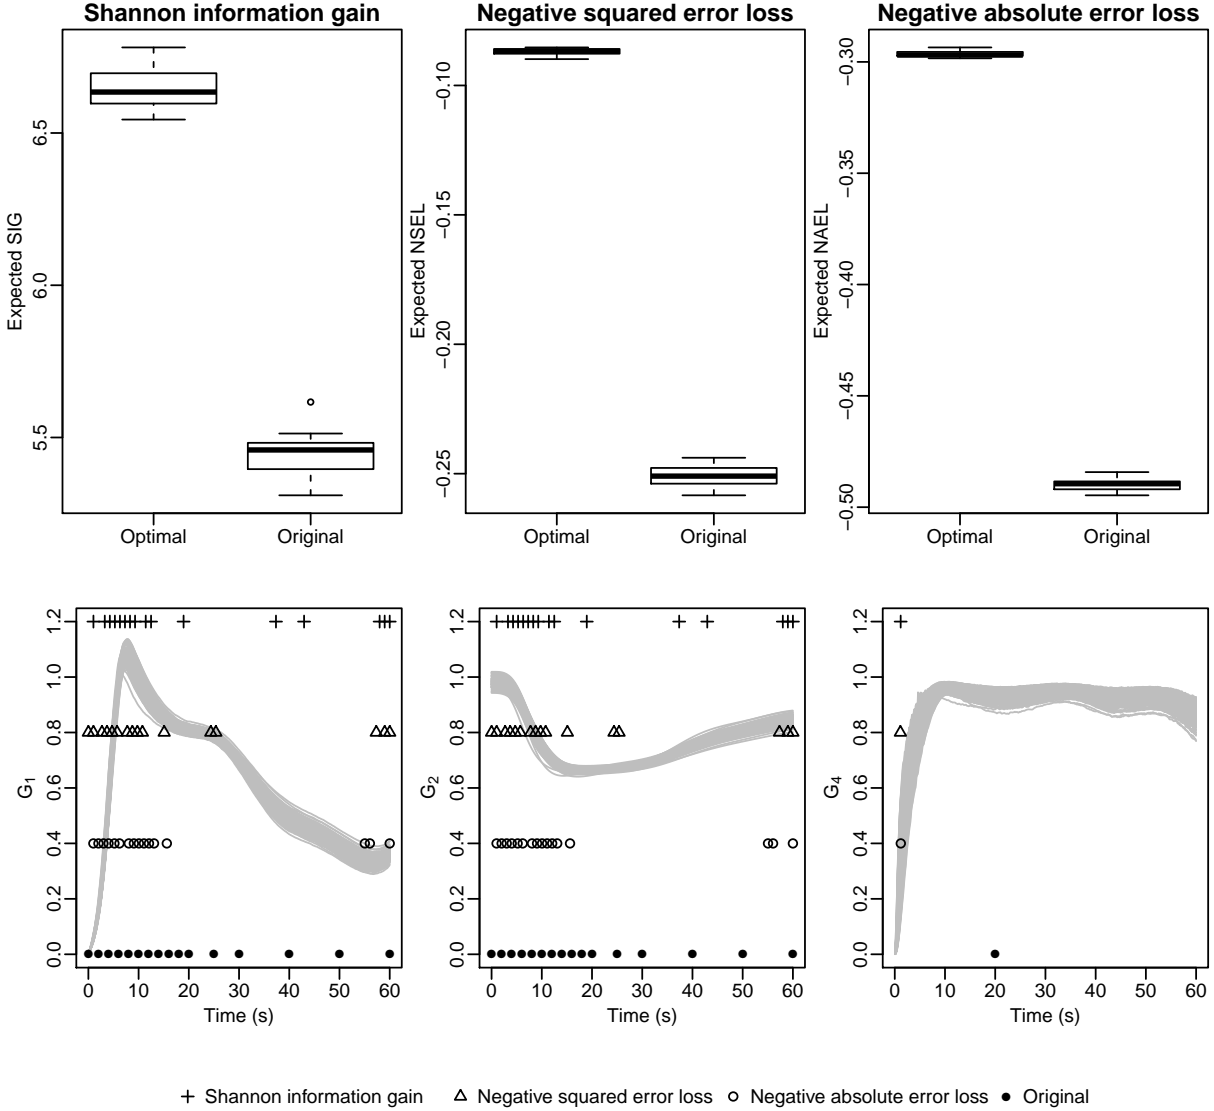 Shannon information gain
Negative squared error loss
Negative absolute error loss
Expected SIG
5.5
6.0
6.5
Optimal
Original
Expected NSEL
−0.25
−0.20
−0.15
−0.10
Optimal
Original
Expected NAEL
−0.50
−0.45
−0.40
−0.35
−0.30
Optimal
Original
G1
0.0
0.2
0.4
0.6
0.8
1.0
1.2
0 10 20 30 40 50 60
Time (s)
G2
0.0
0.2
0.4
0.6
0.8
1.0
1.2
0 10 20 30 40 50 60
Time (s)
G4
0.0
0.2
0.4
0.6
0.8
1.0
1.2
0 10 20 30 40 50 60
Time (s)
Shannon information gain Negative squared error loss Negative absolute error loss Original